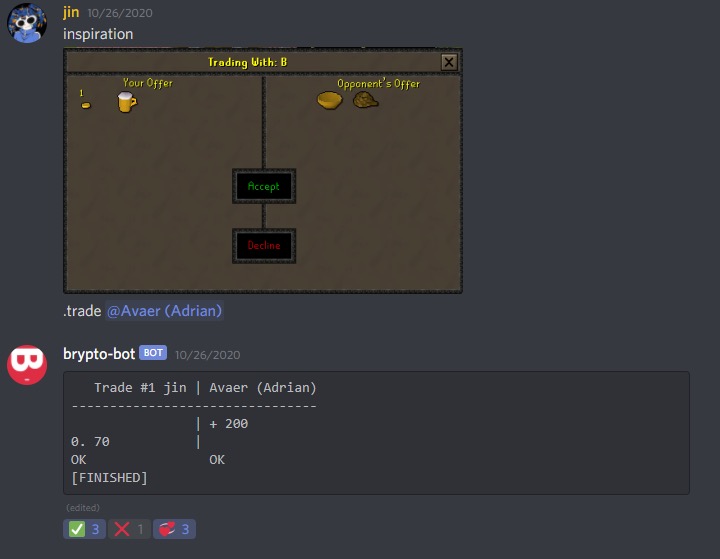 jin 10/26/2020
inspiration
Trading With: B
Your Offer
Opponent's Offer
1
Accept
Decline
.trade @Avaer (Adrian)
brypto-bot BOT 10/26/2020
Trade #1 jin | Avaer (Adrian)
--------------------------------
| + 200
0. 70 |
OK OK
[FINISHED]
(edited)
3 1 3